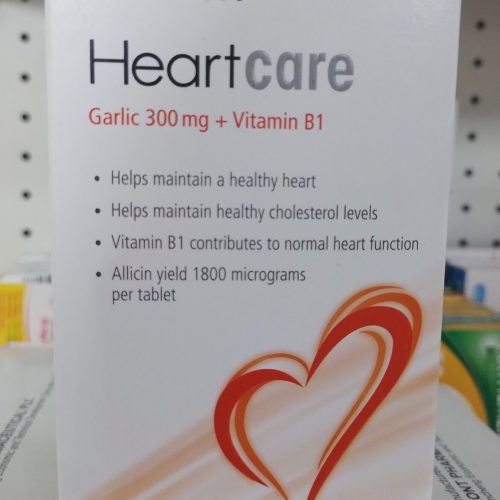 Heartcare
Garlic 300 mg + Vitamin B1
• Helps maintain a healthy heart
• Helps maintain healthy cholesterol levels
• Vitamin B1 contributes to normal heart function
• Allicin yield 1800 micrograms
per tablet